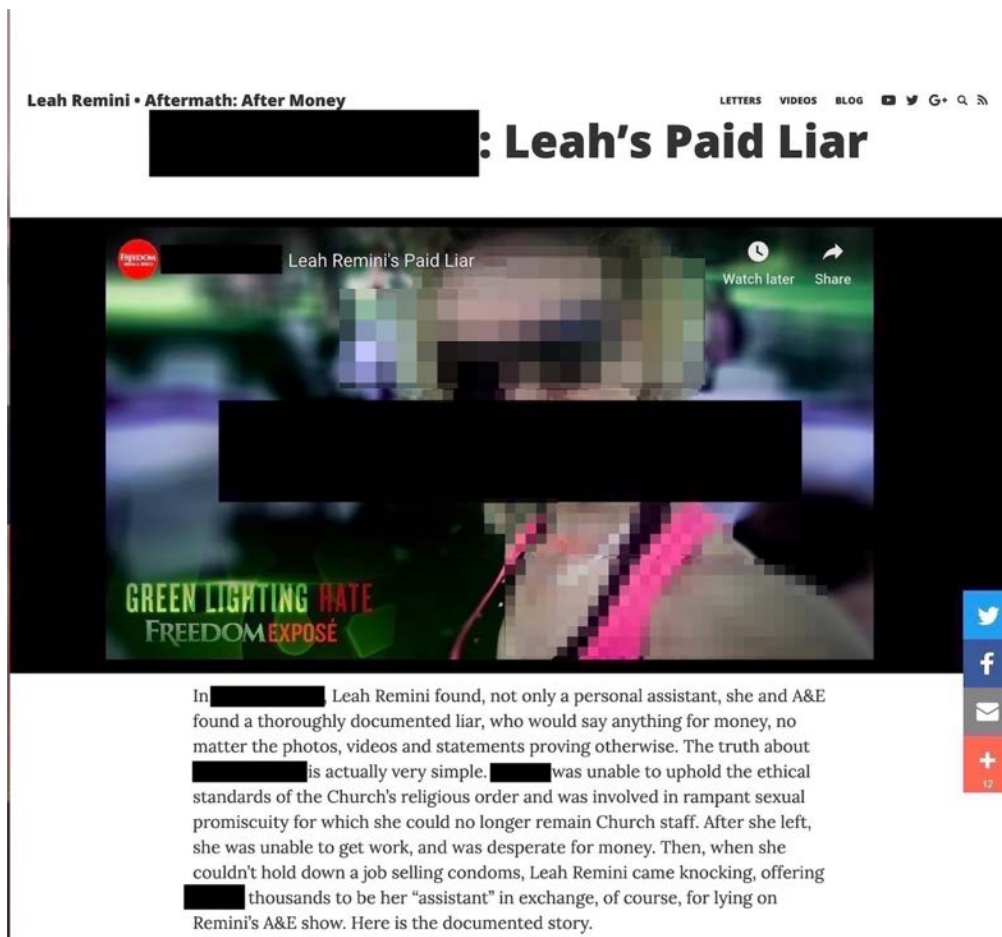 Leah Remini • Aftermath: After Money
LETTERS VIDEOS BLOG G+
: Leah's Paid Liar
FREEDOM
Leah Remini's Paid Liar
Watch later Share
GREEN LIGHTING HATE
FREEDOM EXPOSÉ
In , Leah Remini found, not only a personal assistant, she and A&E
found a thoroughly documented liar, who would say anything for money, no
matter the photos, videos and statements proving otherwise. The truth about
is actually very simple. was unable to uphold the ethical
standards of the Church's religious order and was involved in rampant sexual
promiscuity for which she could no longer remain Church staff. After she left,
she was unable to get work, and was desperate for money. Then, when she
couldn't hold down a job selling condoms, Leah Remini came knocking, offering
thousands to be her “assistant” in exchange, of course, for lying on
Remini's A&E show. Here is the documented story.
12